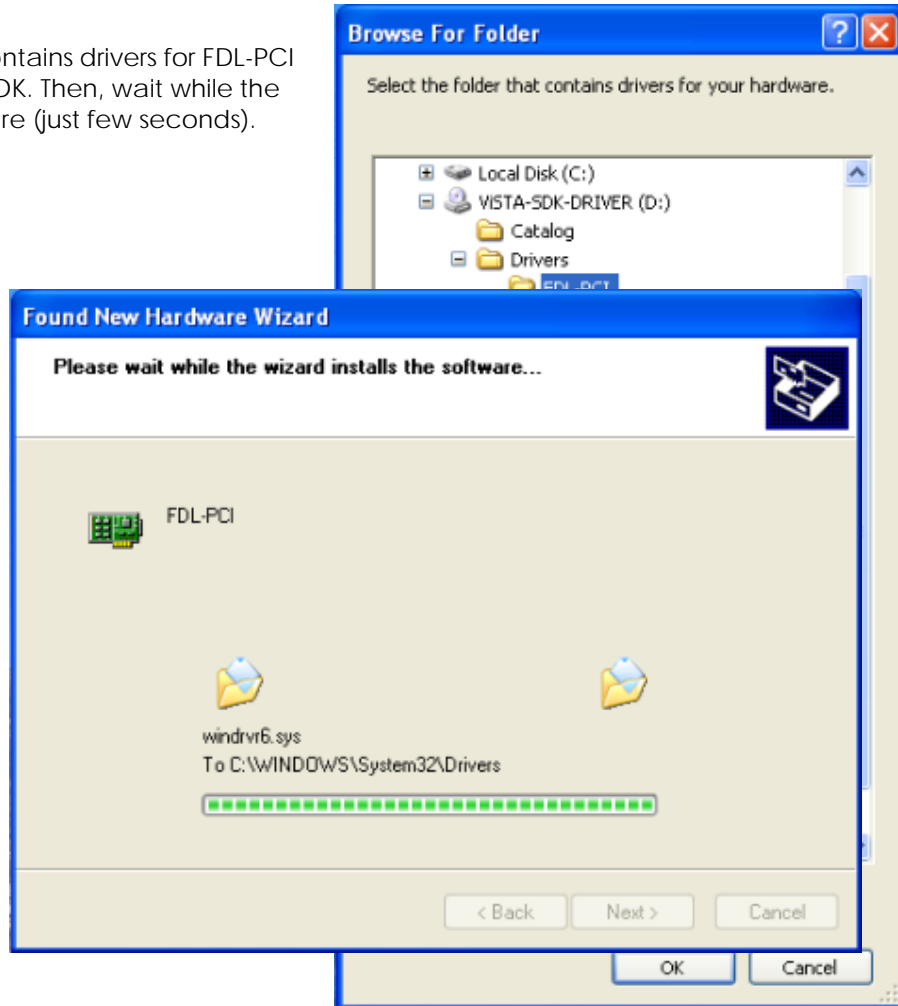 ontains drivers for FDL-PCI
OK. Then, wait while the
re (just few seconds).
Browse For Folder
Select the folder that contains drivers for your hardware.
Local Disk (C:)
ViSTA-SDK-DRIVER (D:)
Catalog
Drivers
FDL-PCI
Found New Hardware Wizard
Please wait while the wizard installs the software...
FDL-PCI
windrvr6.sys
To C:\WINDOWS\System32\Drivers
< Back Next > Cancel
OK Cancel